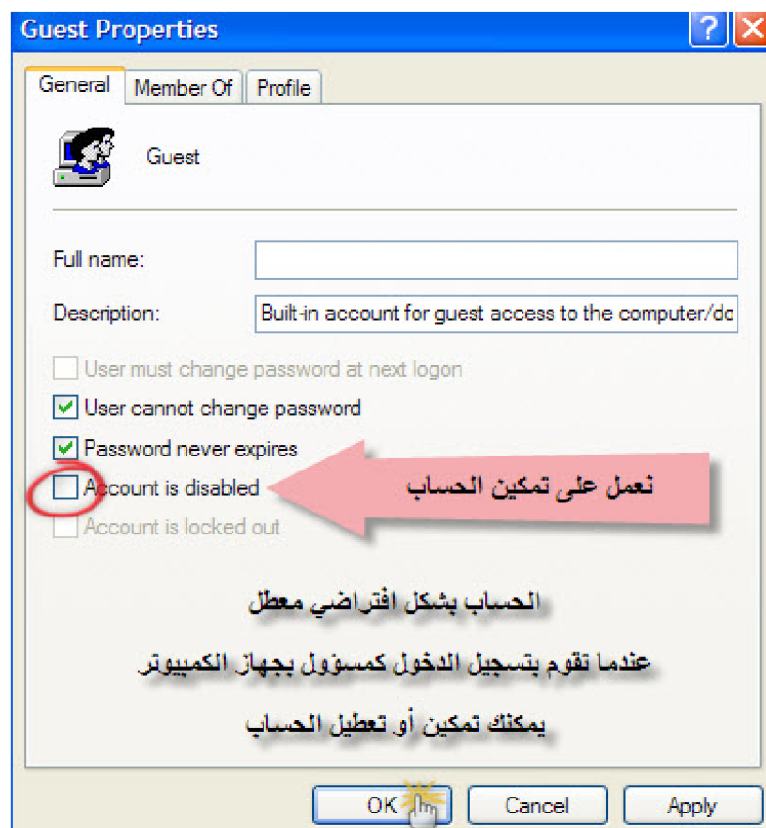 Guest Properties
General Member Of Profile
Guest
Full name:
Description: Built-in account for guest access to the computer/do
User must change password at next logon
User cannot change password
Password never expires
Account is disabled
نعمل على تمكين الحساب
Account is locked out
الحساب بشكل افتراضي معطل
عندما تقوم بتسجيل الدخول كمسؤول بجهاز الكمبيوتر
يمكنك تمكين أو تعطيل الحساب
OK Cancel Apply